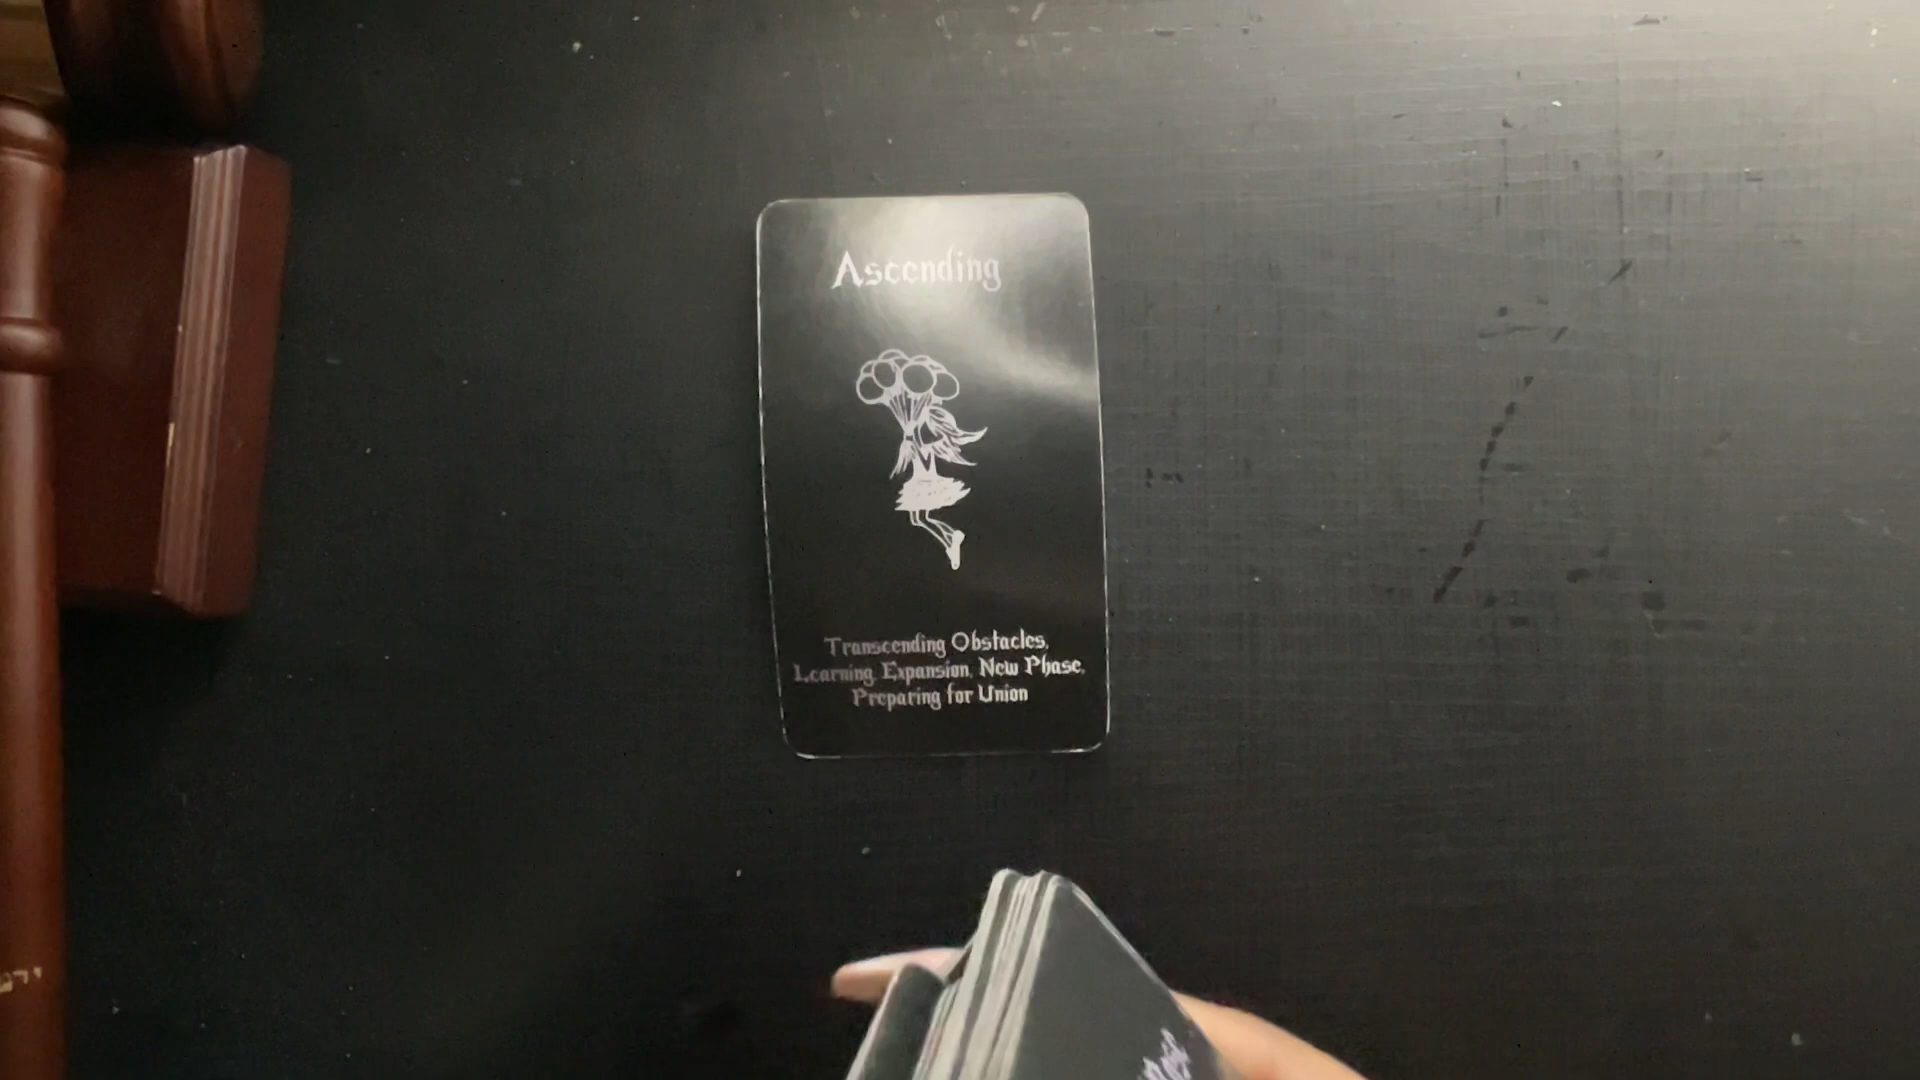 Ascending
Transcending Obstacles,
Learning, Expansion, New Phase,
Preparing for Union